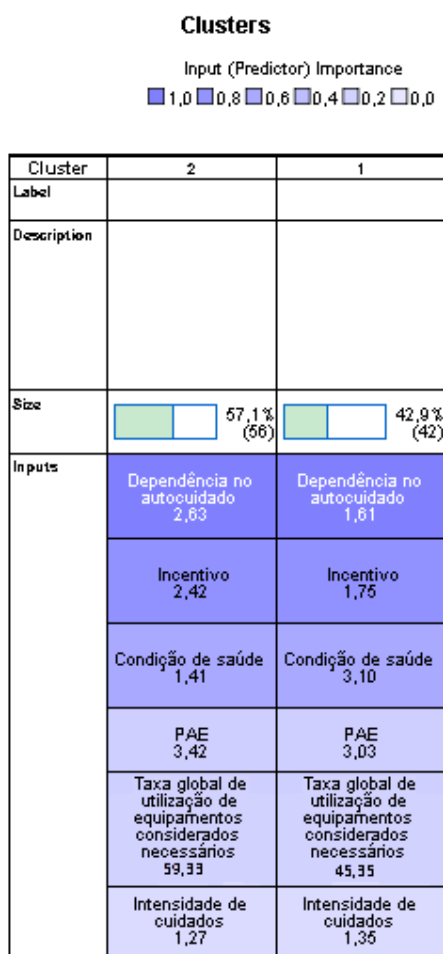 Clusters
Input (Predictor) Importance
1,0 0,8 0,6 0,4 0,2 0,0
Cluster 2 1
Label
Description
Size 57,1% (56) 42,9% (42)
Inputs
Dependência no Dependência no
autocuidado autocuidado
2,63 1,61
Incentivo Incentivo
2,42 1,75
Condição de saúde Condição de saúde
1,41 3,10
PAE PAE
3,42 3,03
Taxa global de Taxa global de
utilização de utilização de
equipamentos equipamentos
considerados considerados
necessários necessários
59,33 45,35
Intensidade de Intensidade de
cuidados cuidados
1,27 1,35